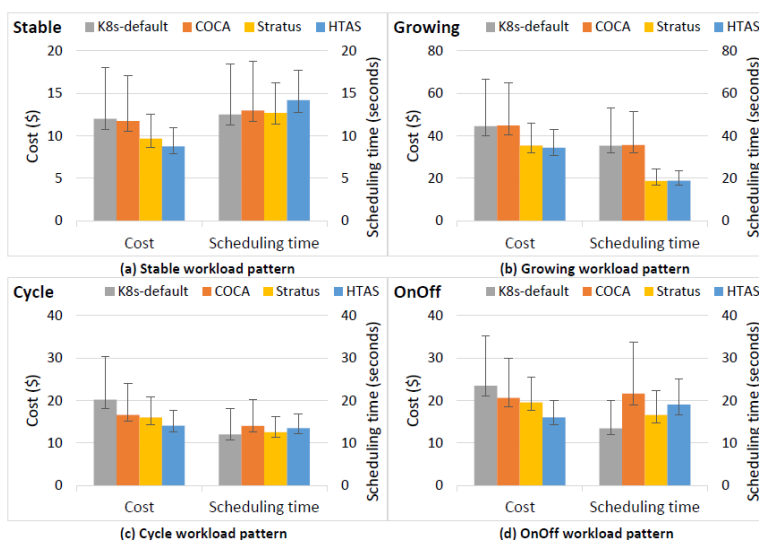 Stable
K8s-default COCA Stratus HTAS
20
15
10
5
0
Cost ($)
20
15
10
5
0
Scheduling time (seconds)
Cost Scheduling time
(a) Stable workload pattern
Growing
K8s-default COCA Stratus HTAS
80
60
40
20
0
Cost ($)
80
60
40
20
0
Scheduling time (seconds)
Cost Scheduling time
(b) Growing workload pattern
Cycle
K8s-default COCA Stratus HTAS
40
30
20
10
0
Cost ($)
40
30
20
10
0
Scheduling time (seconds)
Cost Scheduling time
(c) Cycle workload pattern
OnOff
K8s-default COCA Stratus HTAS
40
30
20
10
0
Cost ($)
40
30
20
10
0
Scheduling time (seconds)
Cost Scheduling time
(d) OnOff workload pattern